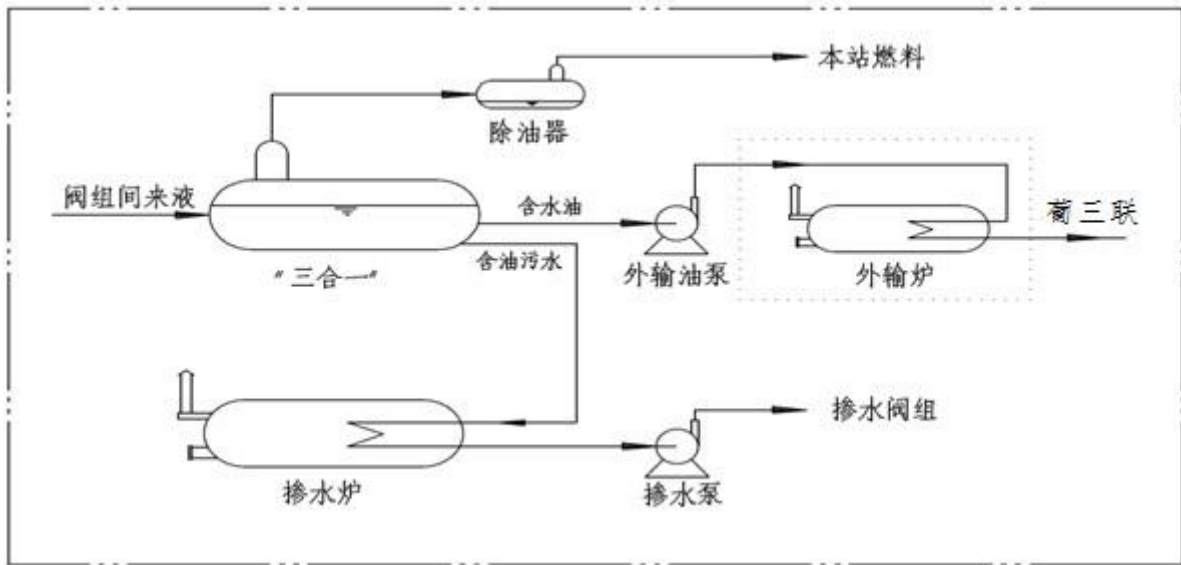 本站燃料
除油器
阀组间来液
含水油
葡三联
含油污水
"三合一"
外输油泵
外输炉
掺水阀组
掺水炉
掺水泵